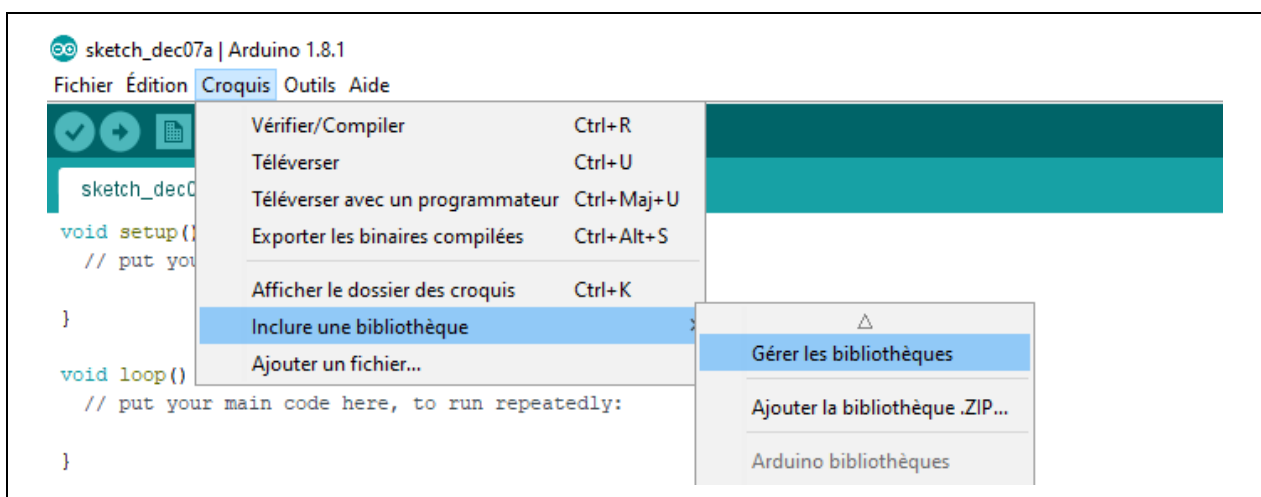 sketch_dec07a | Arduino 1.8.1
Fichier Édition Croquis Outils Aide
Vérifier/Compiler Ctrl+R
Téléverser Ctrl+U
Téléverser avec un programmateur Ctrl+Maj+U
Exporter les binaires compilées Ctrl+Alt+S
Afficher le dossier des croquis Ctrl+K
Inclure une bibliothèque
Ajouter un fichier...
Gérer les bibliothèques
Ajouter la bibliothèque .ZIP...
Arduino bibliothèques
sketch_dec0
void setup()
// put you
}
void loop()
// put your main code here, to run repeatedly:
}